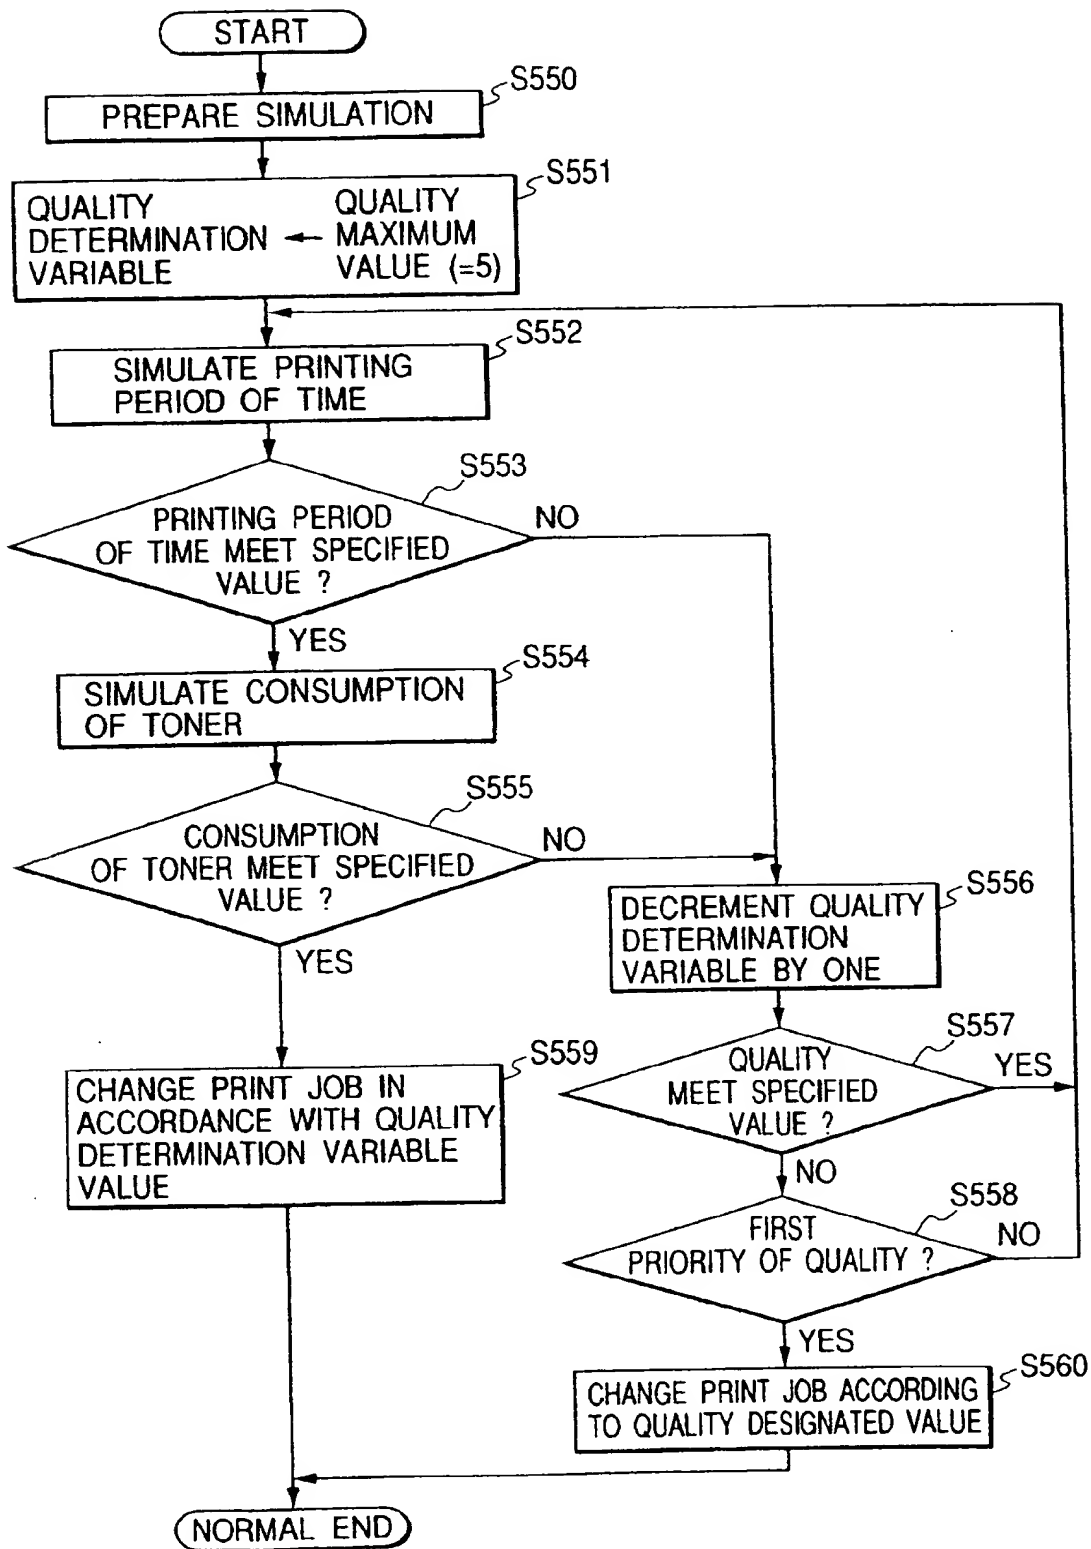 START
S550
PREPARE SIMULATION
S551
QUALITY
DETERMINATION
VARIABLE
QUALITY
MAXIMUM
VALUE (=5)
S552
SIMULATE PRINTING
PERIOD OF TIME
S553
PRINTING PERIOD
OF TIME MEET SPECIFIED
VALUE ?
NO
YES
S554
SIMULATE CONSUMPTION
OF TONER
S555
CONSUMPTION
OF TONER MEET SPECIFIED
VALUE ?
NO
YES
S556
DECREMENT QUALITY
DETERMINATION
VARIABLE BY ONE
S557
QUALITY
MEET SPECIFIED
VALUE ?
YES
NO
S558
FIRST
PRIORITY OF QUALITY ?
NO
YES
S559
CHANGE PRINT JOB IN
ACCORDANCE WITH QUALITY
DETERMINATION VARIABLE
VALUE
S560
CHANGE PRINT JOB ACCORDING
TO QUALITY DESIGNATED VALUE
NORMAL END